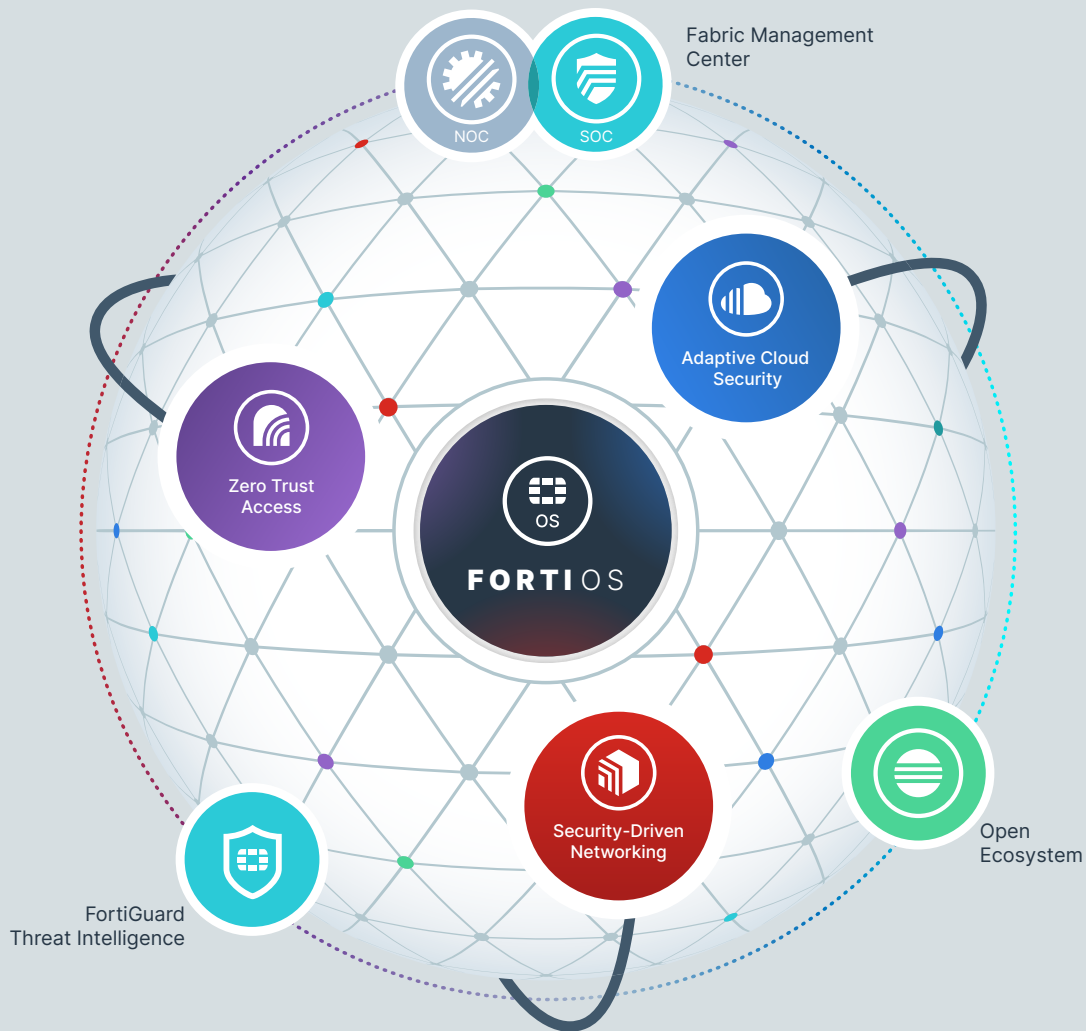 Fabric Management
Center
NOC
SOC
Adaptive Cloud
Security
Zero Trust
Access
OS
FORTIOS
Security-Driven
Networking
Open
Ecosystem
FortiGuard
Threat Intelligence